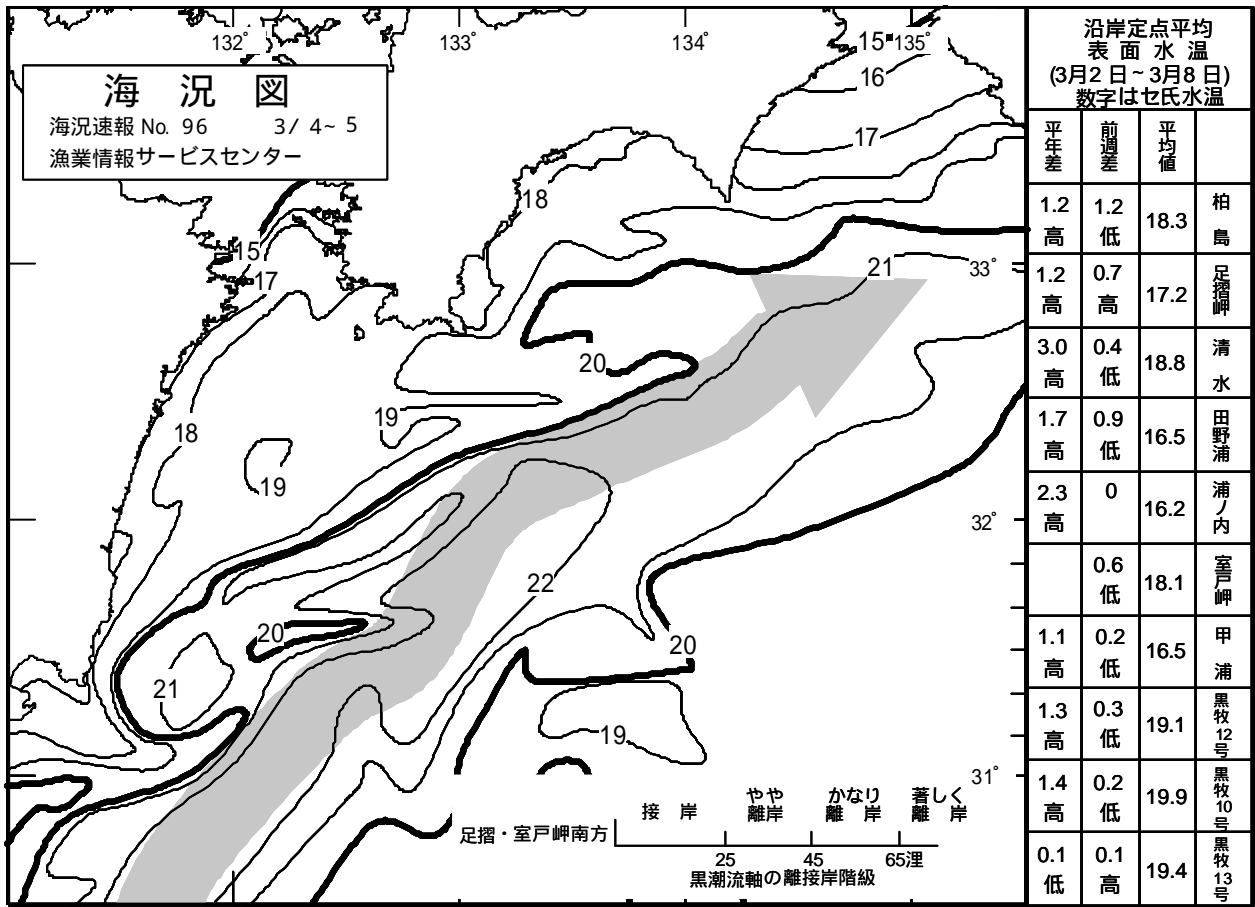 132°
133°
134°
15 135°
16
17
海 況 図
海況速報 No. 96 3/ 4~ 5
漁業情報サービスセンター
18
15
17
21
33°
20
19
18
19
32°
22
20
20
21
19
31°
接 岸
やや
離岸
かなり
離 岸
著しく
離 岸
足摺・室戸岬南方
25 45 65浬
黒潮流軸の離接岸階級
沿岸定点平均
表 面 水 温
(3月2 日~3月8 日)
数字はセ氏水温
平年差 前週差 平均値
1.2 高 1.2 低 18.3 柏島
1.2 高 0.7 高 17.2 足摺岬
3.0 高 0.4 低 18.8 清水
1.7 高 0.9 低 16.5 田野浦
2.3 高 0 16.2 浦ノ内
0.6 低 18.1 室戸岬
1.1 高 0.2 低 16.5 甲浦
1.3 高 0.3 低 19.1 黒牧12号
1.4 高 0.2 低 19.9 黒牧10号
0.1 低 0.1 高 19.4 黒牧13号